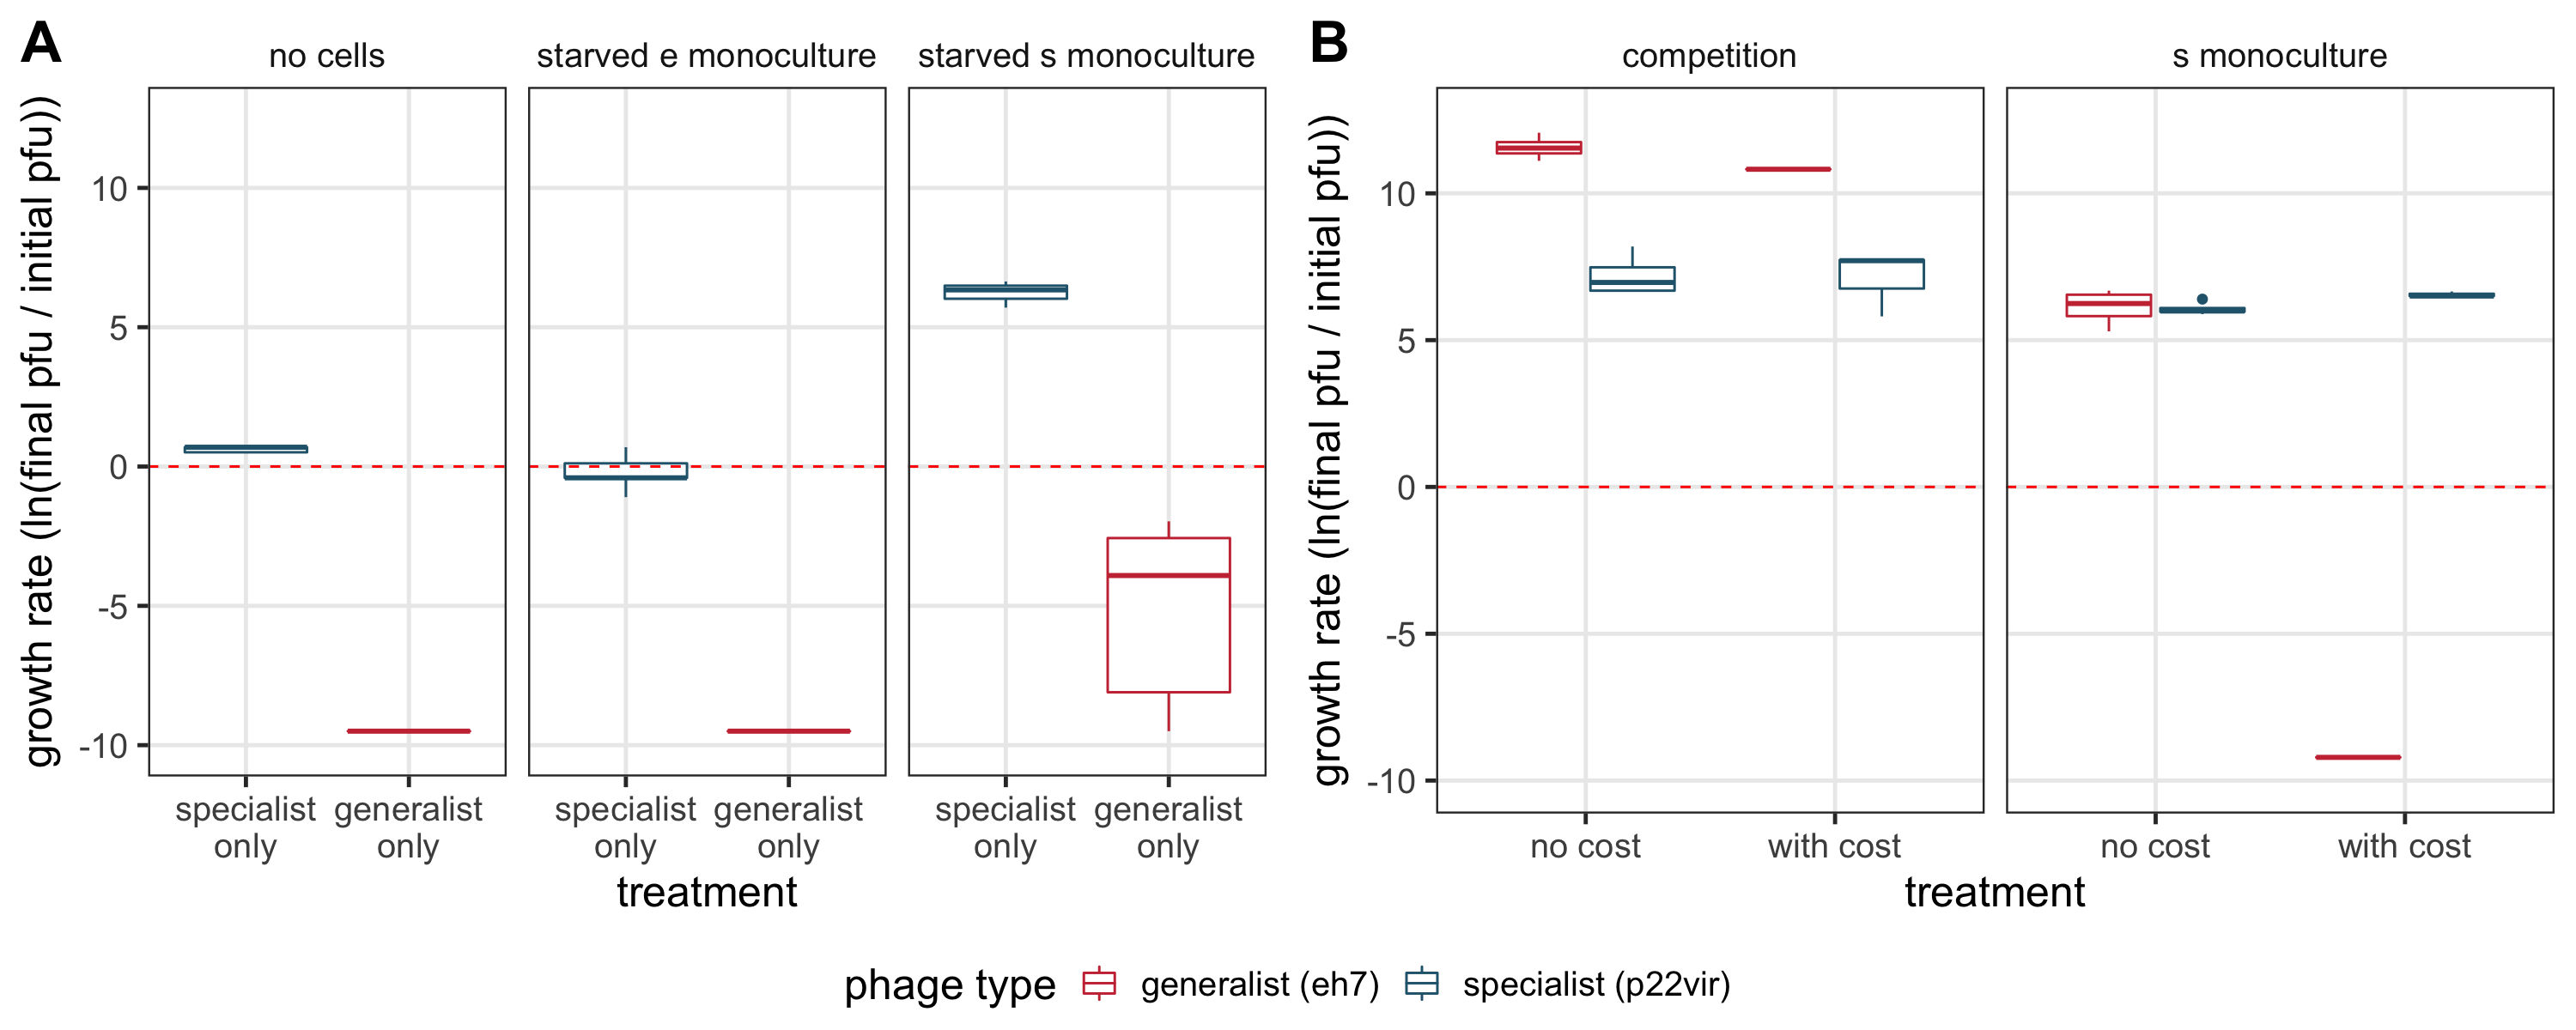 A
no cells
starved e monoculture
starved s monoculture
growth rate (ln(final pfu / initial pfu))
10
5
0
-5
-10
specialist only
generalist only
specialist only
generalist only
specialist only
generalist only
treatment
B
competition
s monoculture
growth rate (ln(final pfu / initial pfu))
10
5
0
-5
-10
no cost
with cost
no cost
with cost
treatment
phage type
generalist (eh7)
specialist (p22vir)